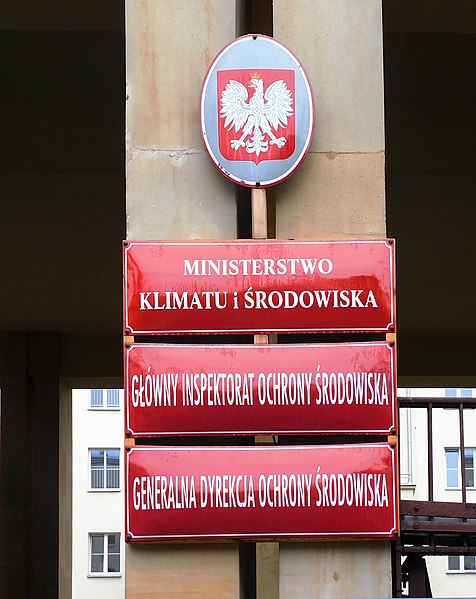 MINISTERSTWO
KLIMATU i ŚRODOWISKA
GŁÓWNY INSPEKTORAT OCHRONY ŚRODOWISKA
GENERALNA DYREKCJA OCHRONY ŚRODOWISKA